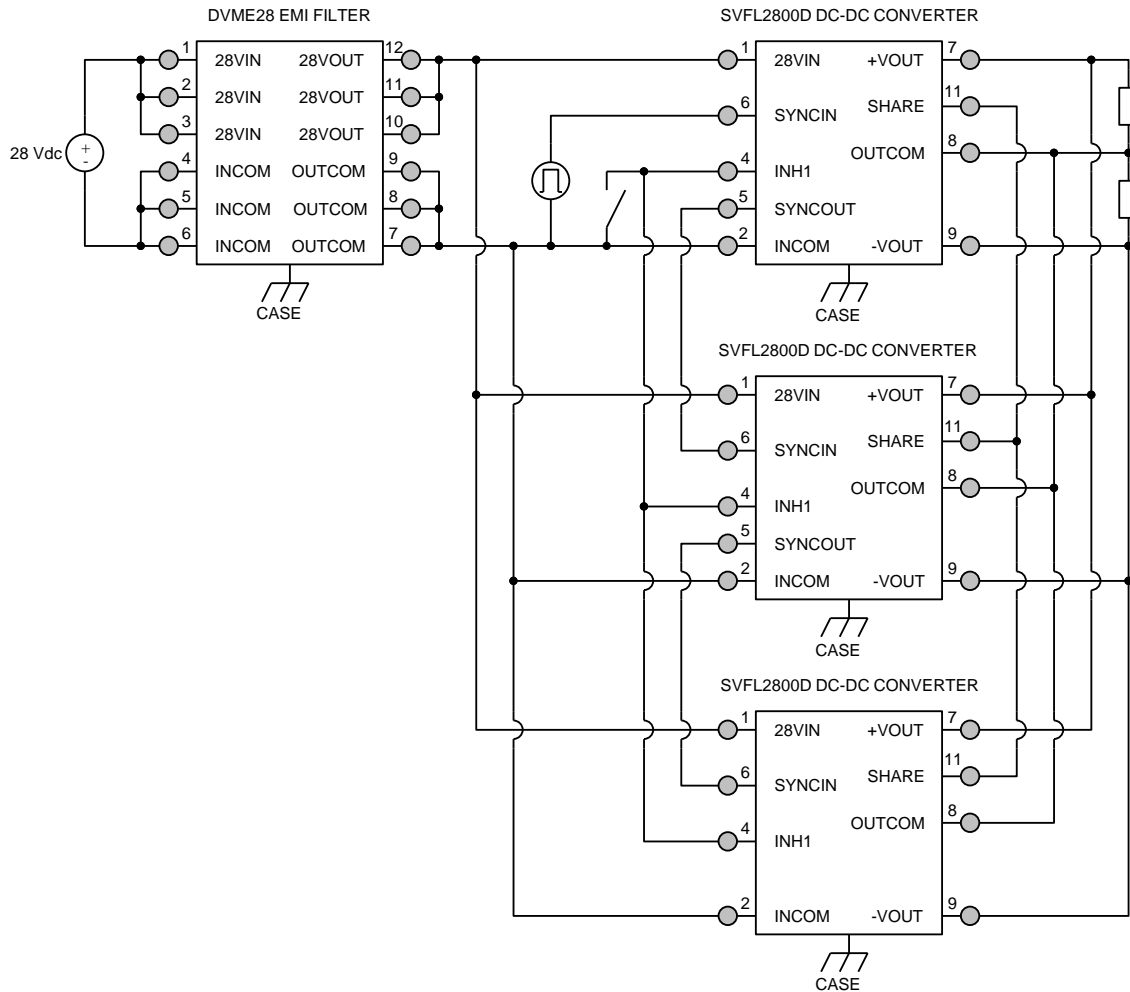 DVME28 EMI FILTER
SVFL2800D DC-DC CONVERTER
1 28VIN 28VOUT 12
2 28VIN 28VOUT 11
3 28VIN 28VOUT 10
4 INCOM OUTCOM 9
5 INCOM OUTCOM 8
6 INCOM OUTCOM 7
28 Vdc
+
-
CASE
1 28VIN +VOUT 7
SHARE 11
6 SYNCIN
OUTCOM 8
4 INH1
5 SYNCOUT
2 INCOM -VOUT 9
CASE
SVFL2800D DC-DC CONVERTER
1 28VIN +VOUT 7
SHARE 11
6 SYNCIN
OUTCOM 8
4 INH1
5 SYNCOUT
2 INCOM -VOUT 9
CASE
SVFL2800D DC-DC CONVERTER
1 28VIN +VOUT 7
SHARE 11
6 SYNCIN
OUTCOM 8
4 INH1
2 INCOM -VOUT 9
CASE